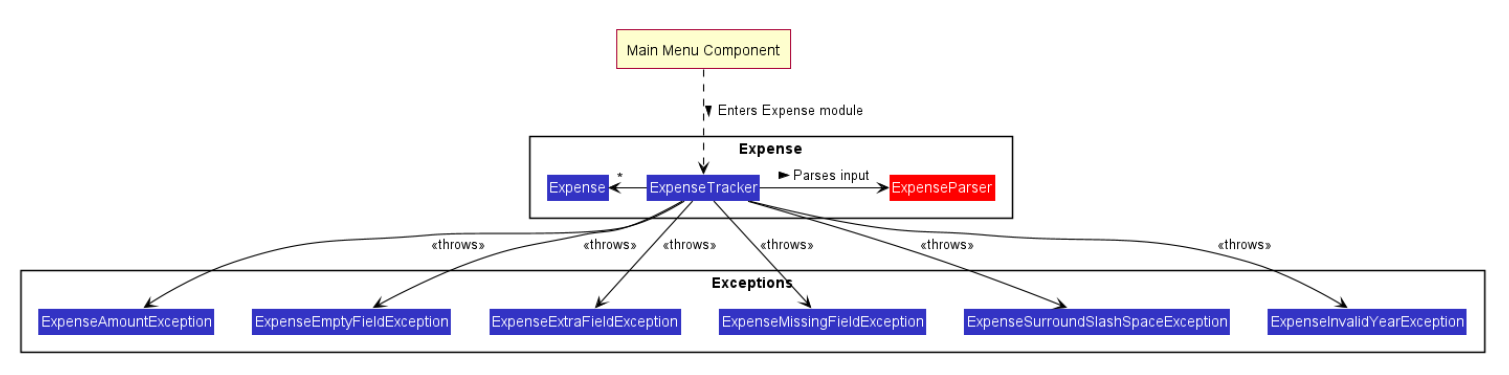 Main Menu Component
Enters Expense module
Expense
Expense
*
ExpenseTracker
Parses input
ExpenseParser
«throws»
«throws»
«throws»
«throws»
«throws»
«throws»
Exceptions
ExpenseAmountException
ExpenseEmptyFieldException
ExpenseExtraFieldException
ExpenseMissingFieldException
ExpenseSurroundSlashSpaceException
ExpenseInvalidYearException